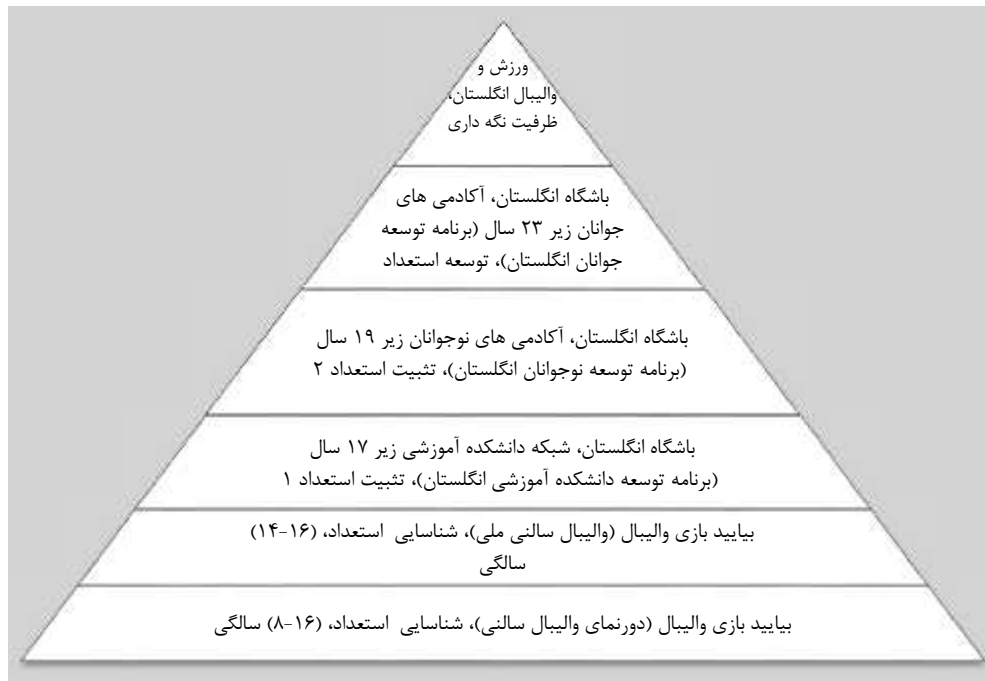 ورزش و
والیبال انگلستان،
ظرفیت نگه داری
باشگاه انگلستان، آکادمی های
جوانان زیر ۲۳ سال (برنامه توسعه
جوانان انگلستان)، توسعه استعداد
باشگاه انگلستان، آکادمی های نوجوانان زیر ۱۹ سال
(برنامه توسعه نوجوانان انگلستان)، تثبیت استعداد ۲
باشگاه انگلستان، شبکه دانشکده آموزشی زیر ۱۷ سال
(برنامه توسعه دانشکده آموزشی انگلستان)، تثبیت استعداد ۱
بیایید بازی والیبال (والیبال سالنی ملی)، شناسایی استعداد، (۱۶-۱۴)
سالگی
بیایید بازی والیبال (دورنمای والیبال سالنی)، شناسایی استعداد، (۱۶-۸) سالگی